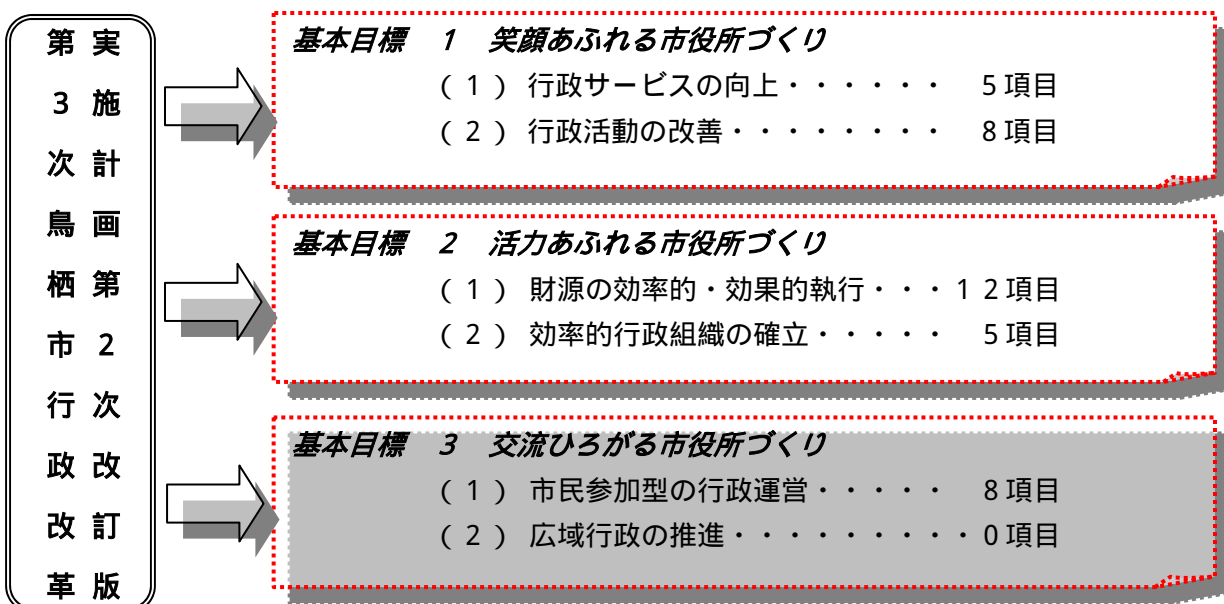 第3次鳥栖市行政改革
実施計画第2次改訂版
基本目標　1　笑顔あふれる市役所づくり
（1）行政サービスの向上・・・・・・　5項目
（2）行政活動の改善・・・・・・・・　8項目
基本目標　2　活力あふれる市役所づくり
（1）財源の効率的・効果的執行・・・12項目
（2）効率的行政組織の確立・・・・・　5項目
基本目標　3　交流ひろがる市役所づくり
（1）市民参加型の行政運営・・・・・　8項目
（2）広域行政の推進・・・・・・・・・0項目